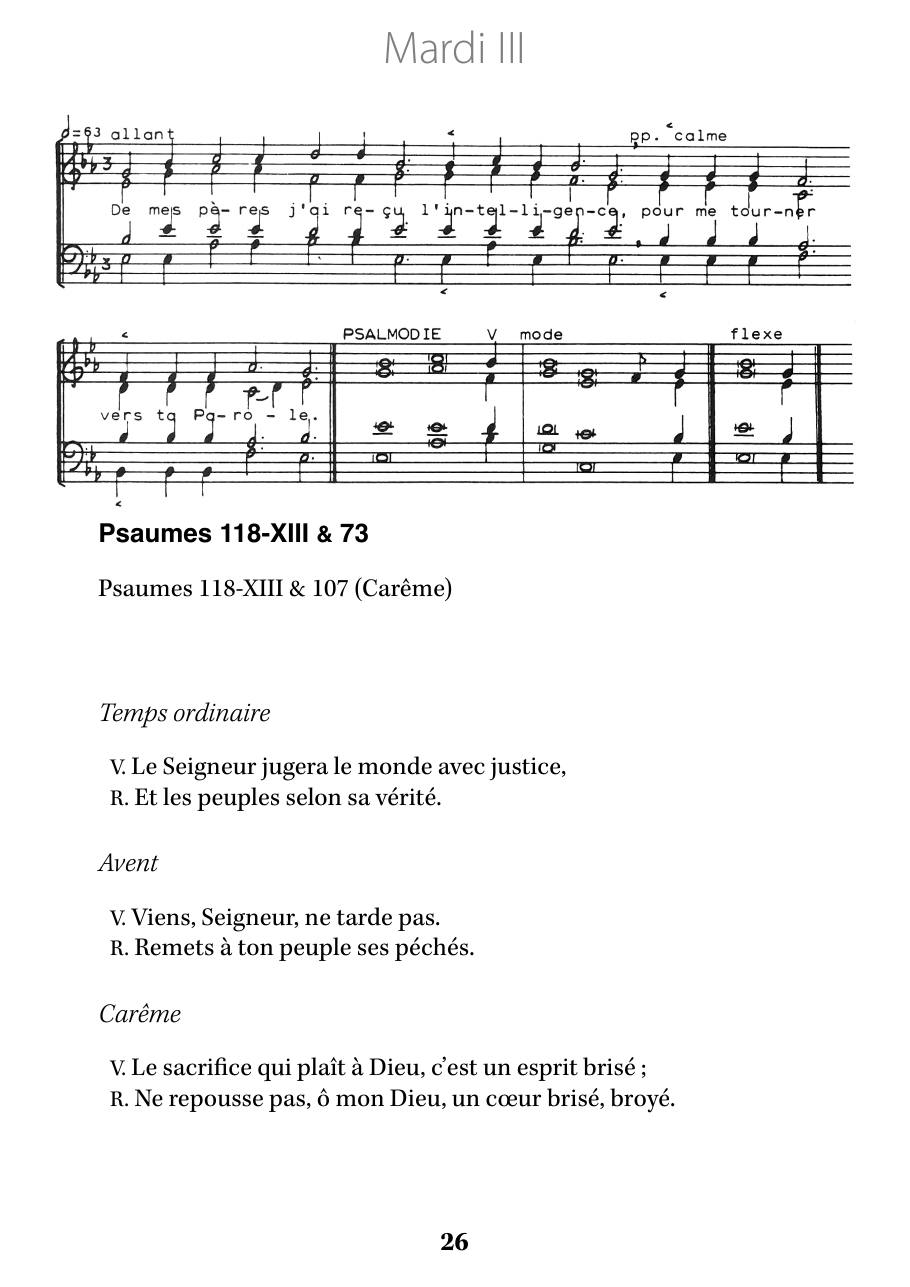 Mardi III
=63 allant pp. calme
De mes pè-res j'ai re-çu l'in-tel-li-gen-ce, pour me tour-ner
PSALMODIE V mode flexe
vers ta Pa-ro-le.
Psaumes 118-XIII & 73
Psaumes 118-XIII & 107 (Carême)
Temps ordinaire
V. Le Seigneur jugera le monde avec justice,
R. Et les peuples selon sa vérité.
Avent
V. Viens, Seigneur, ne tarde pas.
R. Remets à ton peuple ses péchés.
Carême
V. Le sacrifice qui plaît à Dieu, c’est un esprit brisé ;
R. Ne repousse pas, ô mon Dieu, un cœur brisé, broyé.
26